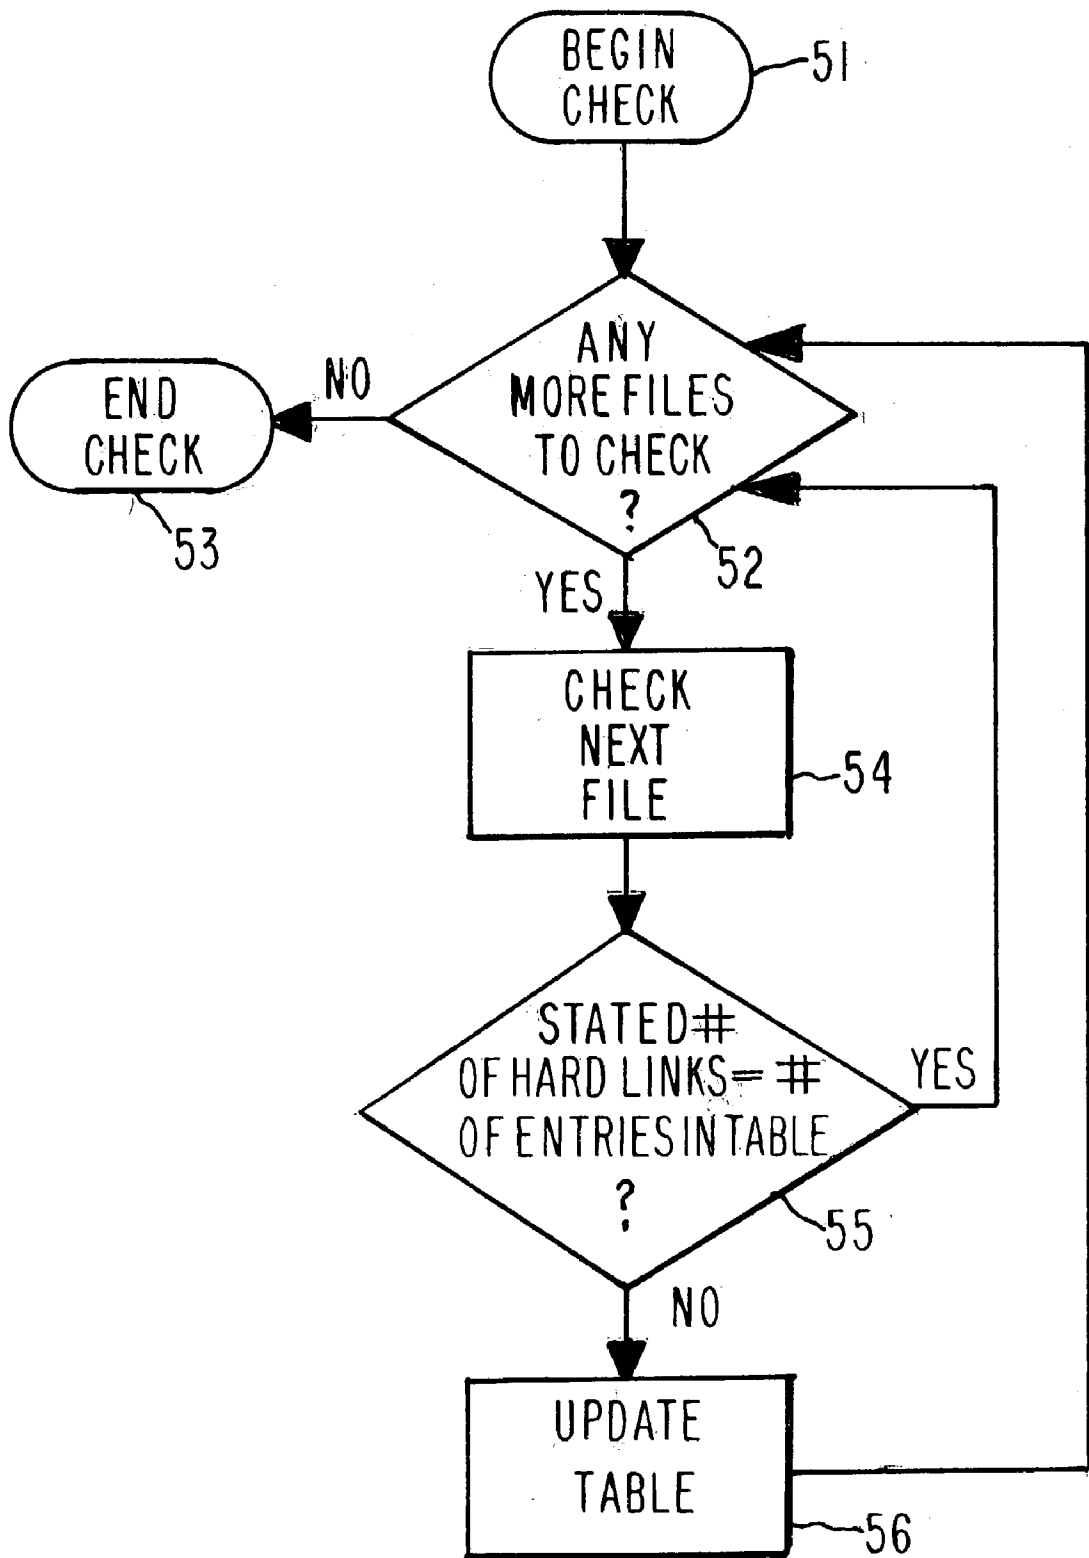 BEGIN
CHECK
51
ANY
MORE FILES
TO CHECK
?
52
NO
END
CHECK
53
YES
CHECK
NEXT
FILE
54
STATED #
OF HARD LINKS = #
OF ENTRIES IN TABLE
?
55
YES
NO
UPDATE
TABLE
56